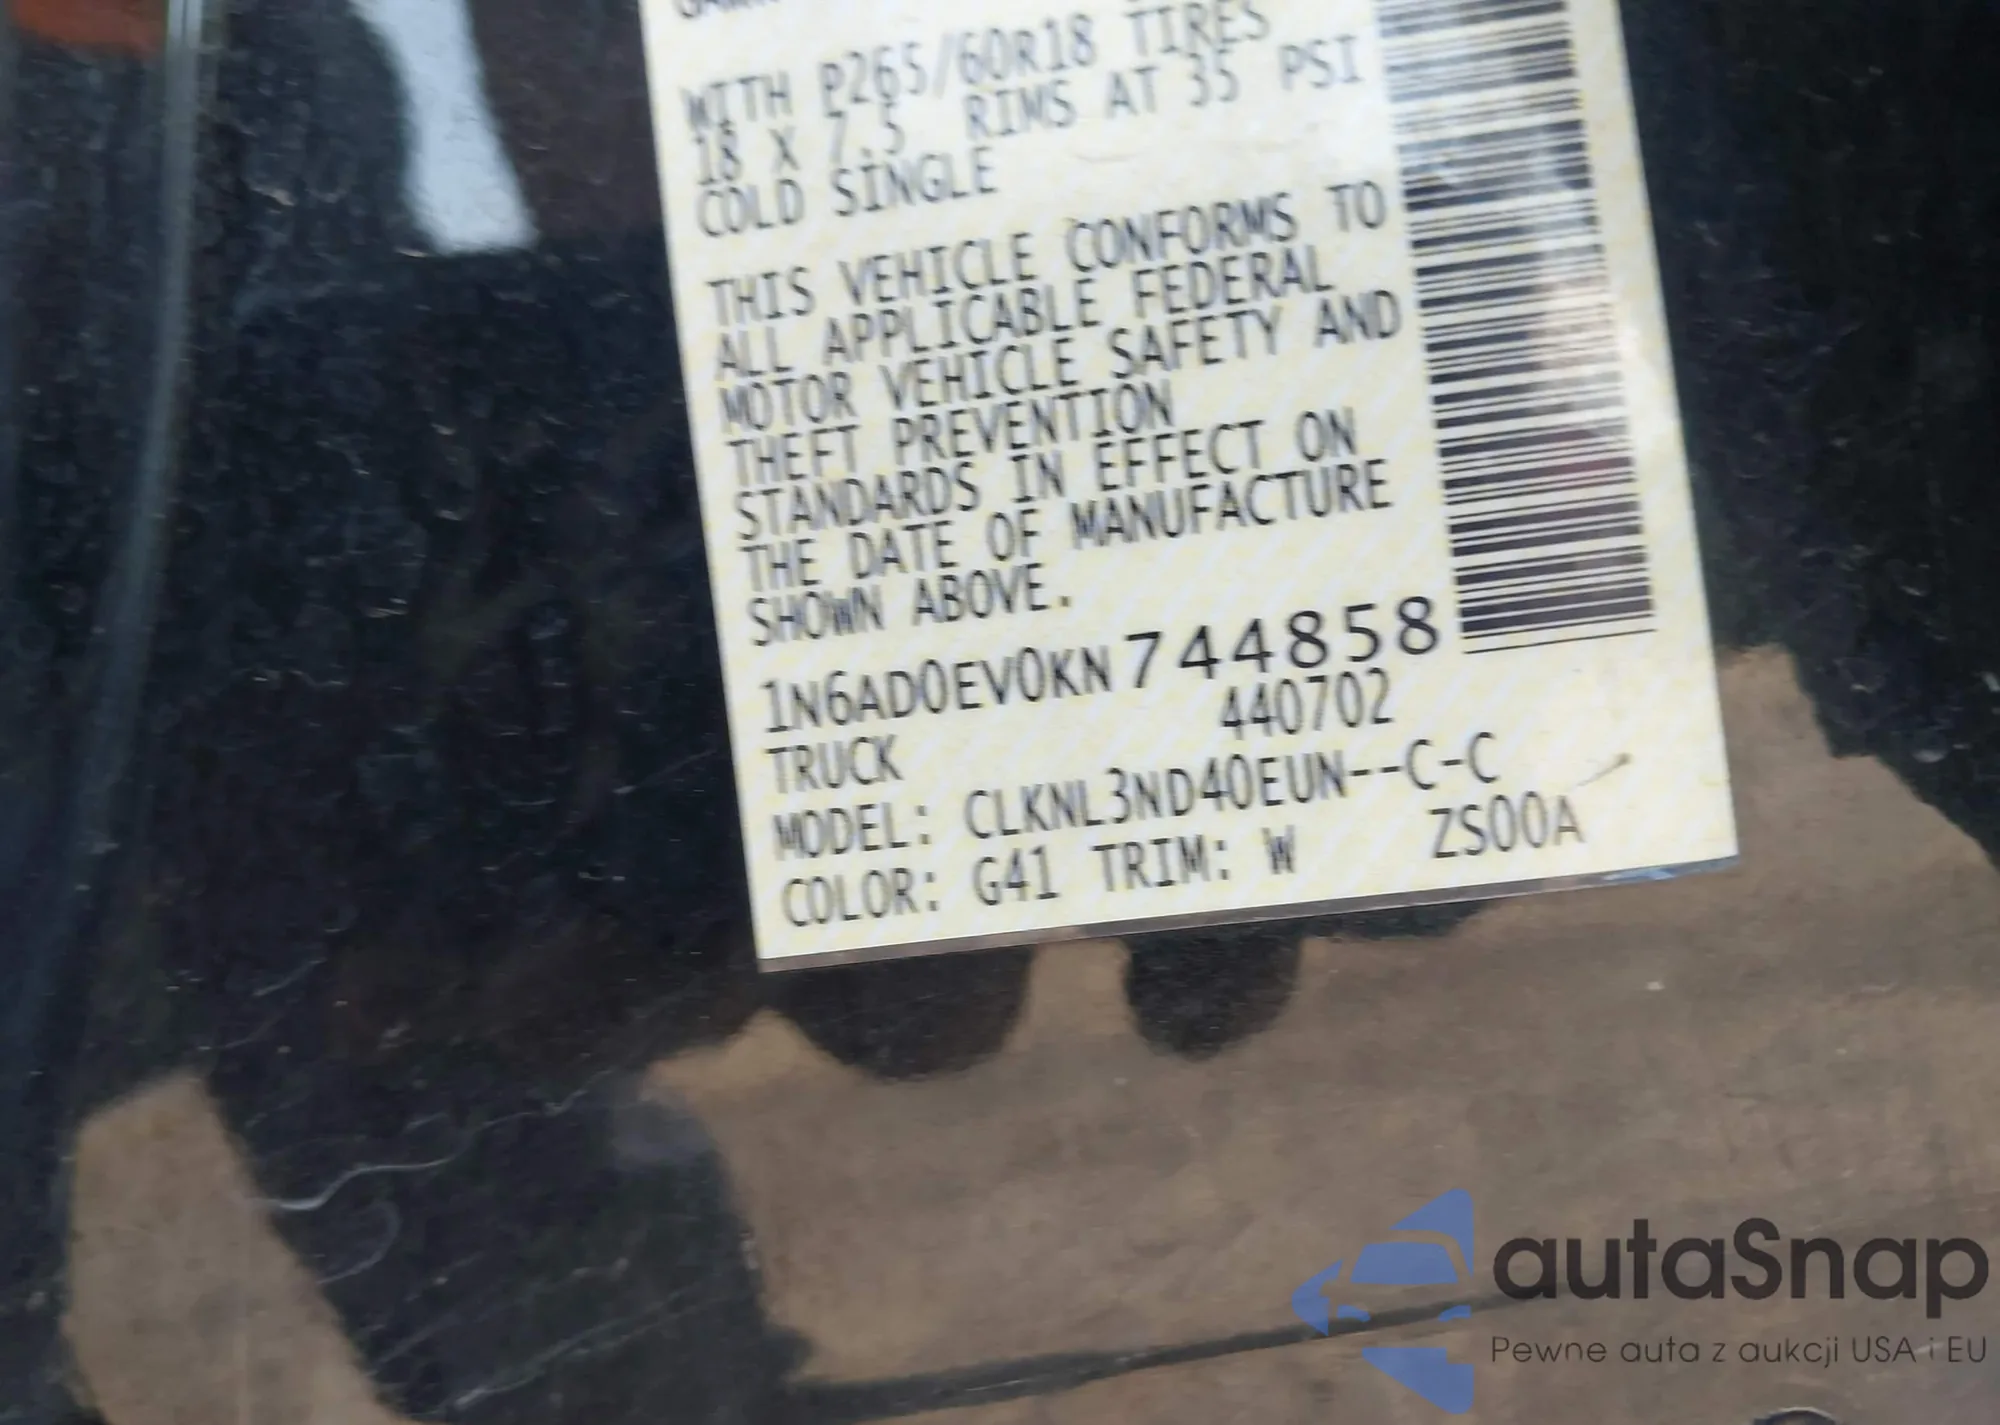 WITH P265/60R18 TIRES
18 X 7.5 RIMS AT 35 PSI
COLD SINGLE
THIS VEHICLE CONFORMS TO
ALL APPLICABLE FEDERAL
MOTOR VEHICLE SAFETY AND
THEFT PREVENTION
STANDARDS IN EFFECT ON
THE DATE OF MANUFACTURE
SHOWN ABOVE.
1N6AD0EV0KN744858
440702
TRUCK
MODEL: CLKNL3ND40EUN--C-C
COLOR: G41 TRIM: W ZS00A
autaSnap
Pewne auta z aukcji USA i EU